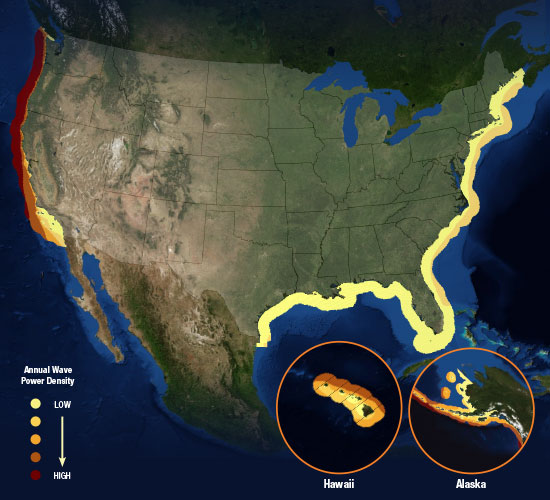 Annual Wave
Power Density
LOW
HIGH
Hawaii
Alaska